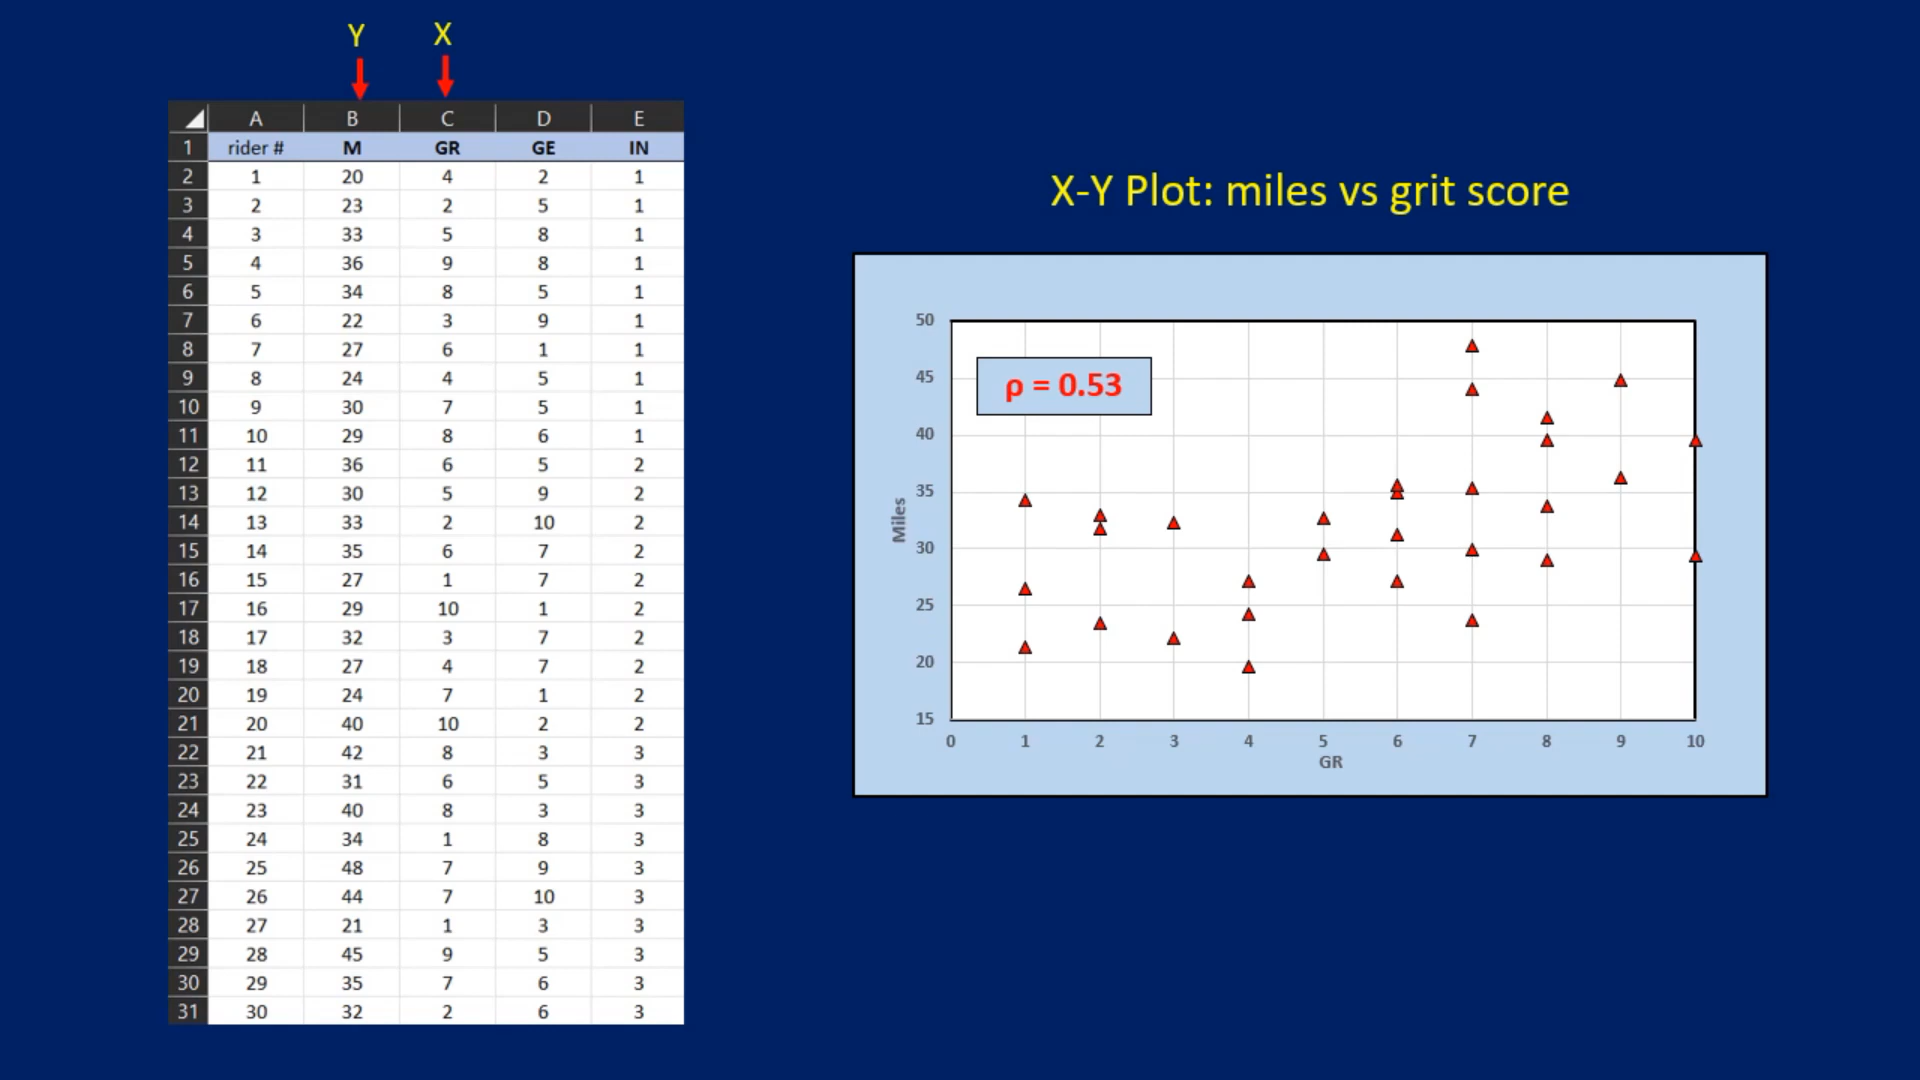 Y X
A B C D E
1 rider # M GR GE IN
2 1 20 4 2 1
3 2 23 2 5 1
4 3 33 5 8 1
5 4 36 9 8 1
6 5 34 8 5 1
7 6 22 3 9 1
8 7 27 6 1 1
9 8 24 4 5 1
10 9 30 7 5 1
11 10 29 8 6 1
12 11 36 6 5 2
13 12 30 5 9 2
14 13 33 2 10 2
15 14 35 6 7 2
16 15 27 1 7 2
17 16 29 10 1 2
18 17 32 3 7 2
19 18 27 4 7 2
20 19 24 7 1 2
21 20 40 10 2 2
22 21 42 8 3 3
23 22 31 6 5 3
24 23 40 8 3 3
25 24 34 1 8 3
26 25 48 7 9 3
27 26 44 7 10 3
28 27 21 1 3 3
29 28 45 9 5 3
30 29 35 7 6 3
31 30 32 2 6 3
X-Y Plot: miles vs grit score
ρ = 0.53
50
45
40
35
30
25
20
15
Miles
0 1 2 3 4 5 6 7 8 9 10
GR